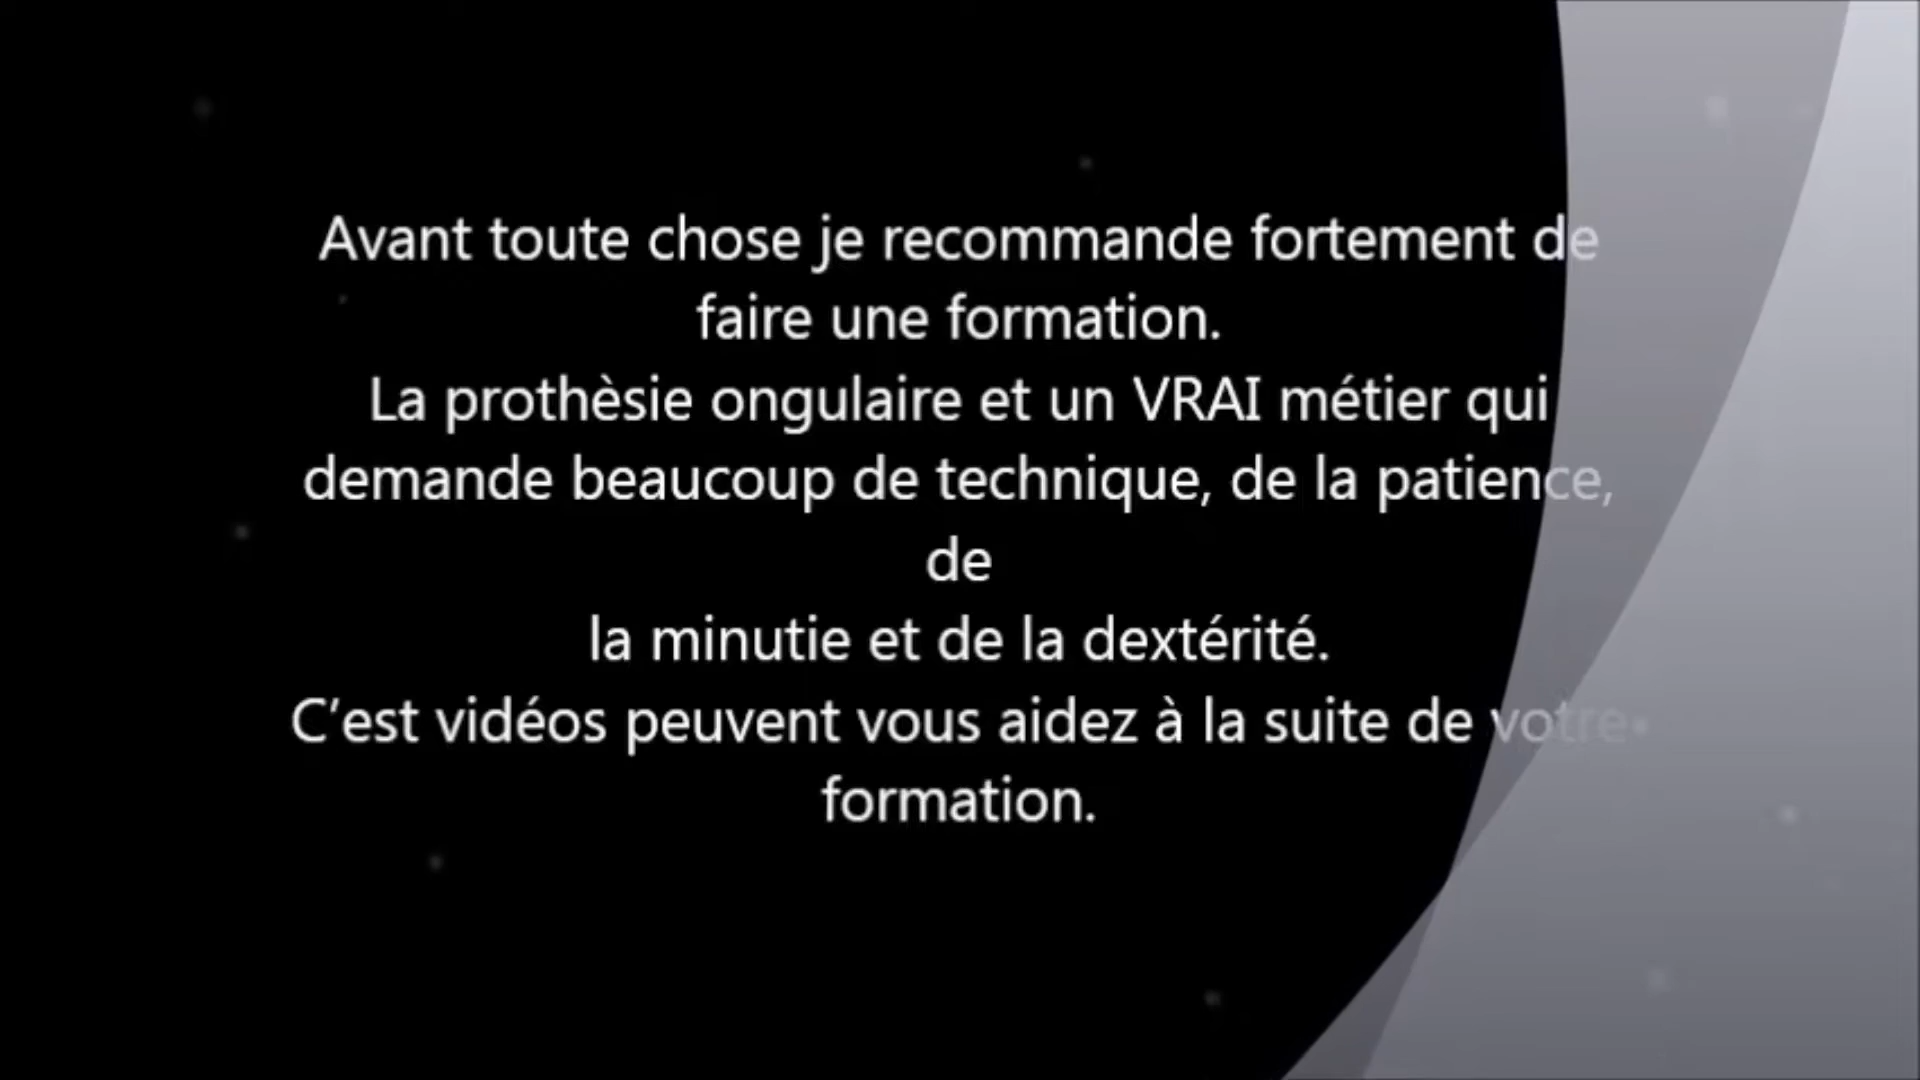 Avant toute chose je recommande fortement de
faire une formation.
La prothèsie ongulaire et un VRAI métier qui
demande beaucoup de technique, de la patience,
de
la minutie et de la dextérité.
C’est vidéos peuvent vous aidez à la suite de votre
formation.